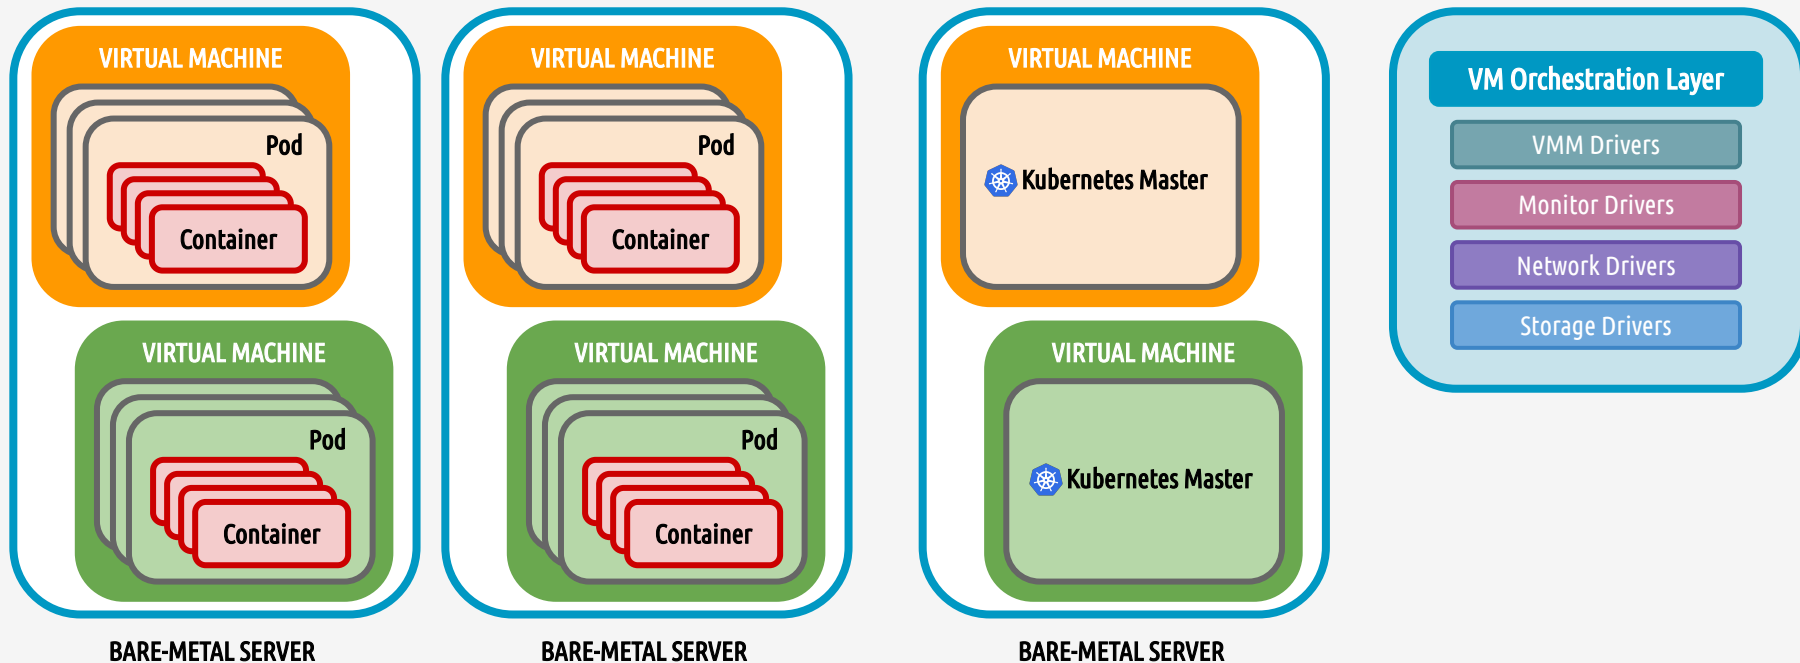 VIRTUAL MACHINE
Pod
Container
VIRTUAL MACHINE
Pod
Container
BARE-METAL SERVER
VIRTUAL MACHINE
Pod
Container
VIRTUAL MACHINE
Pod
Container
BARE-METAL SERVER
VIRTUAL MACHINE
Kubernetes Master
VIRTUAL MACHINE
Kubernetes Master
BARE-METAL SERVER
VM Orchestration Layer
VMM Drivers
Monitor Drivers
Network Drivers
Storage Drivers